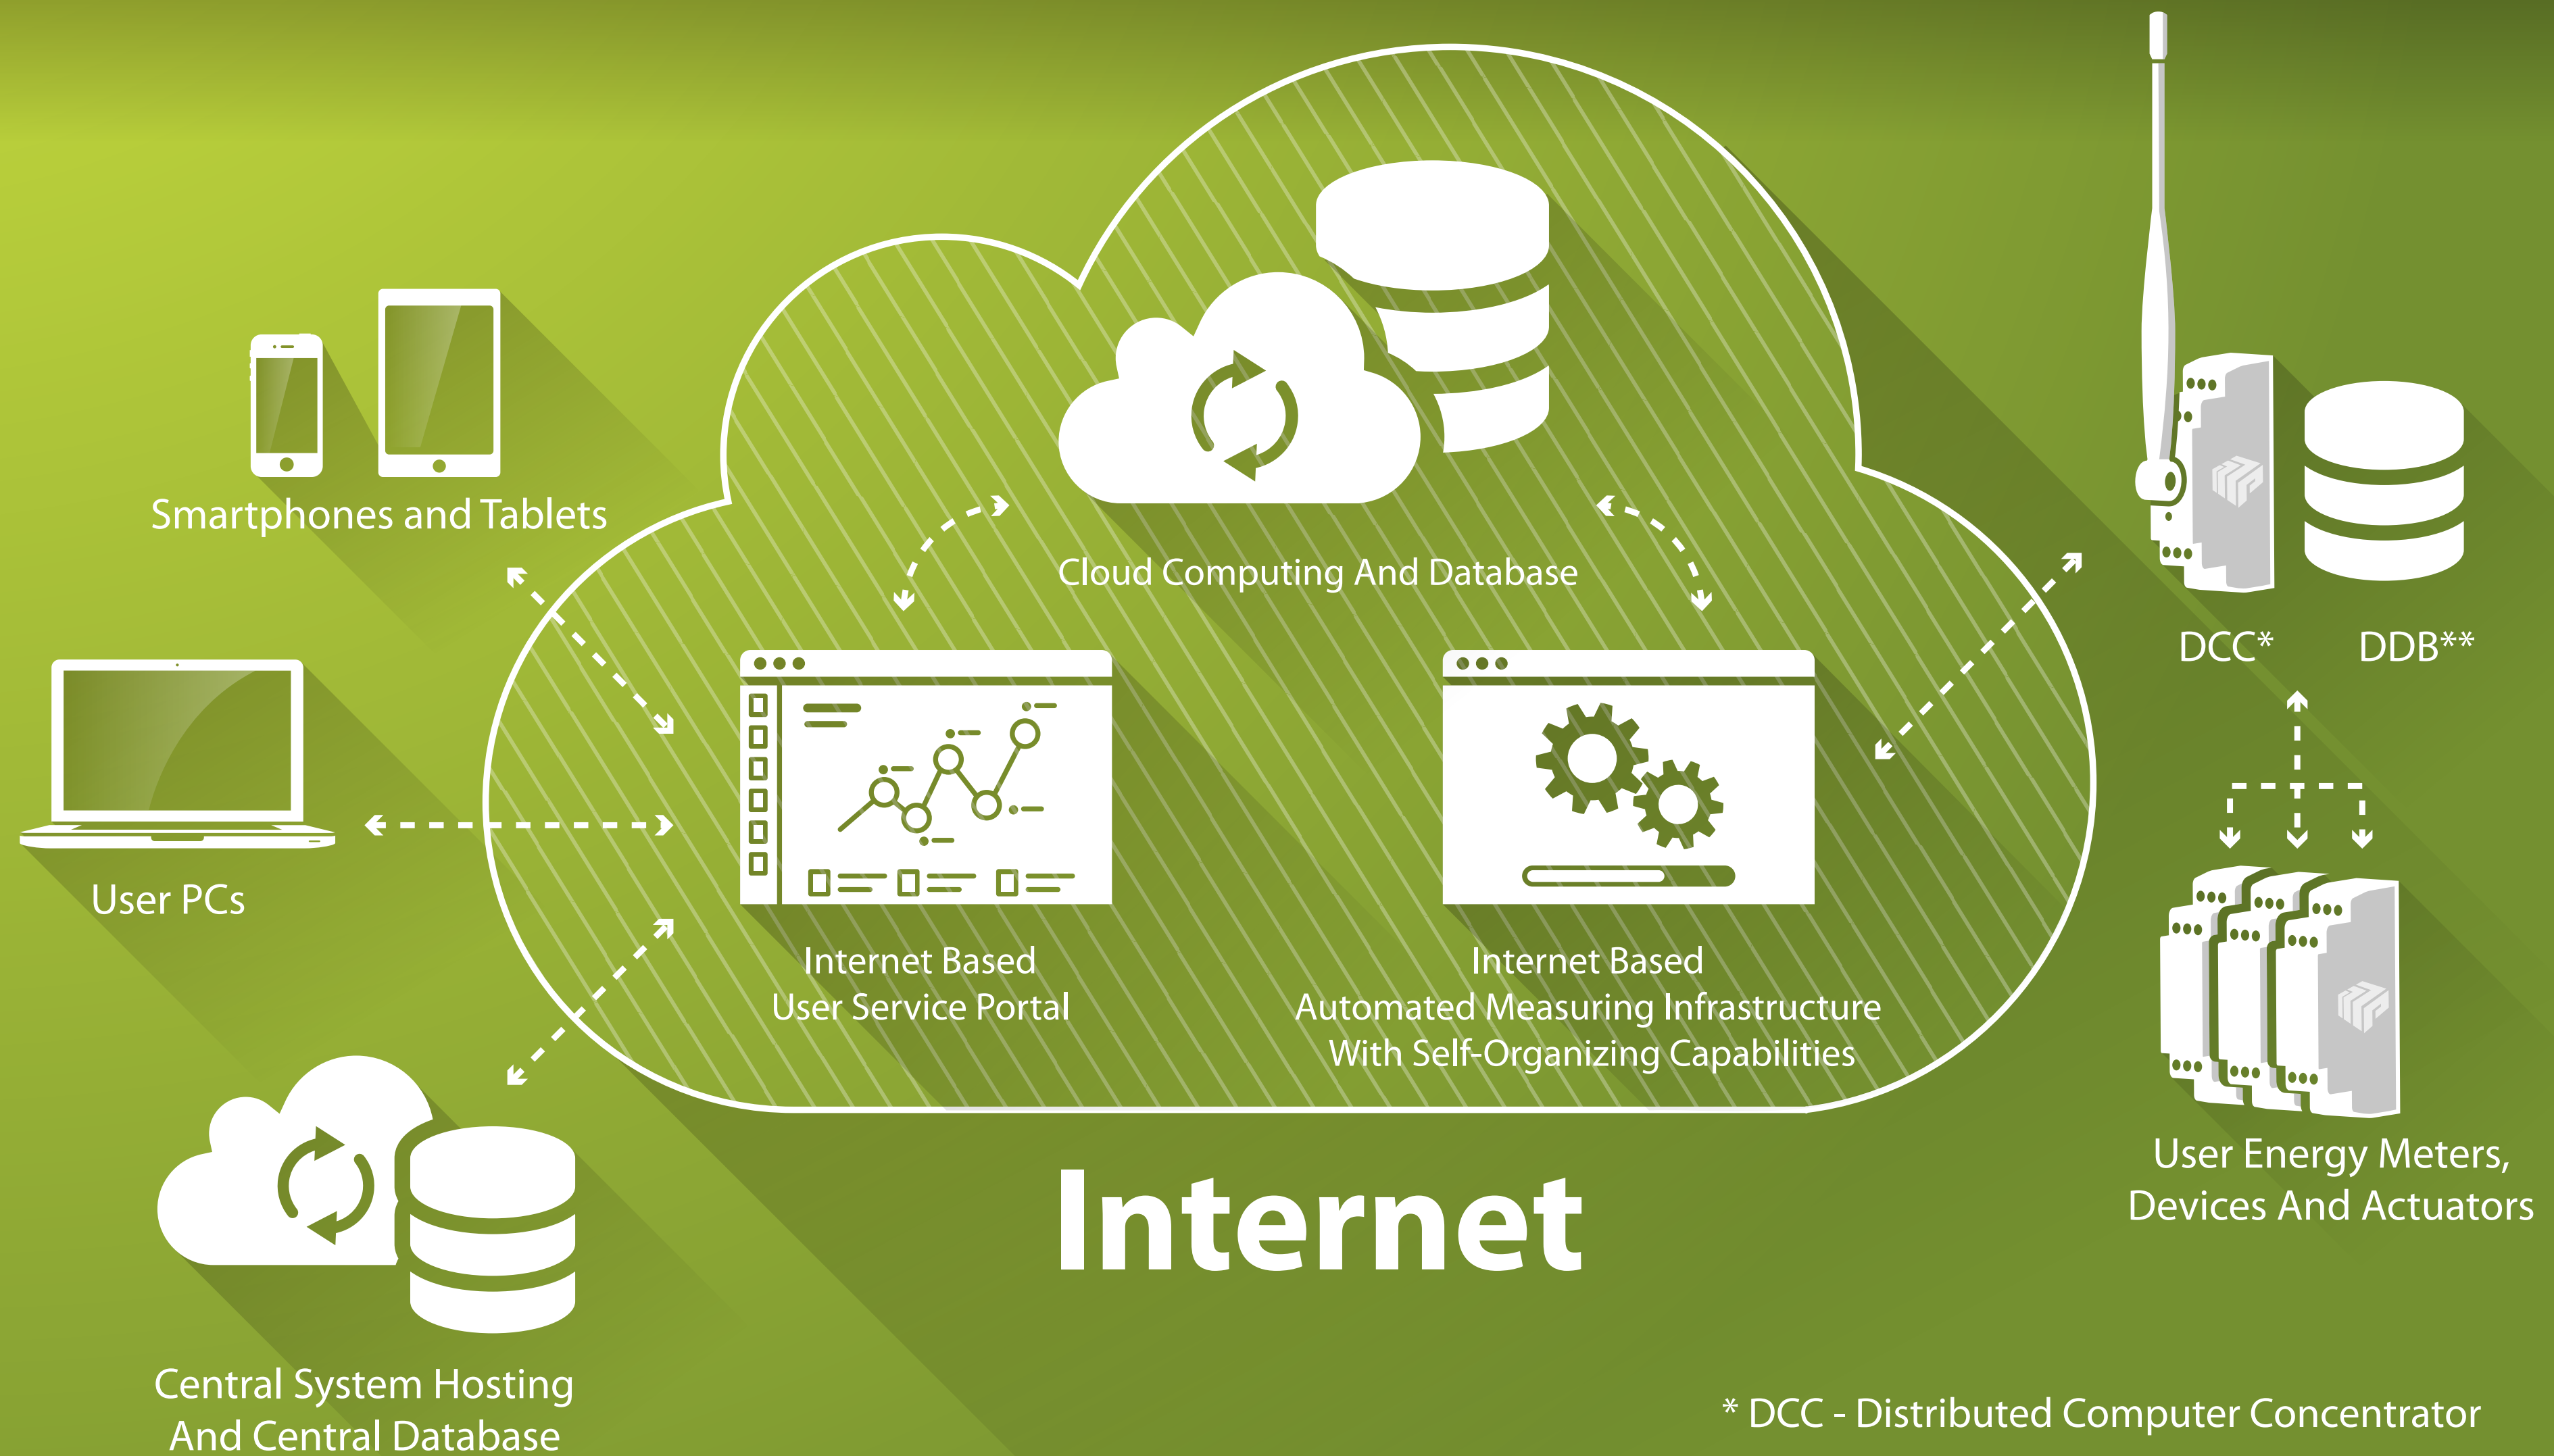 Smartphones and Tablets
Cloud Computing And Database
DCC*
DDB**
User PCs
Internet Based
User Service Portal
Internet Based
Automated Measuring Infrastructure
With Self-Organizing Capabilities
User Energy Meters,
Devices And Actuators
Internet
Central System Hosting
And Central Database
* DCC - Distributed Computer Concentrator